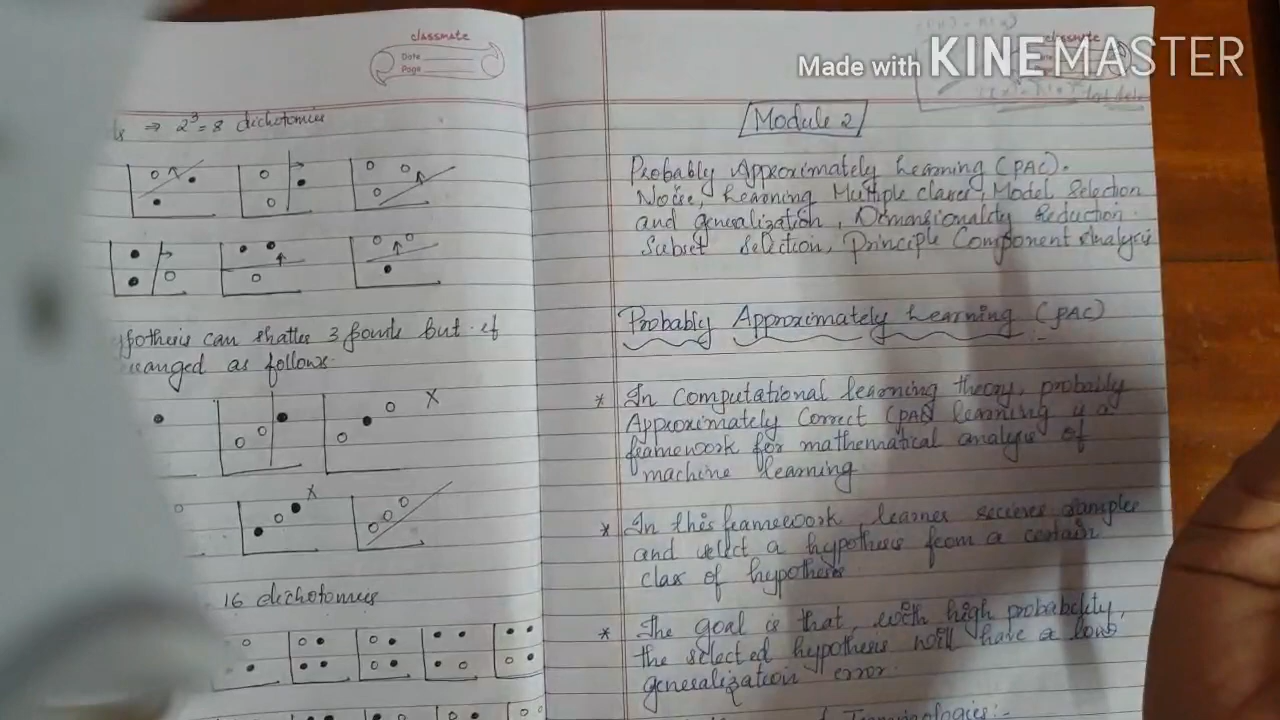 classmate
Date
Page
⇒ 2³ = 8 dichotomies
can shatter 3 points but if
as follows.
X
X
16 dichotomies
classmate
Made with KINEMASTER
Module 2
Probably Approximately Learning (PAC).
Noise, Learning Multiple classes, Model Selection
and generalization, Dimensionality Reduction.
Subset selection, Principle Component Analysis
Probably Approximately Learning (PAC)
* In Computational learning theory, probably
Approximately Correct (PAC) learning is a
framework for mathematical analysis of
machine learning
* In this framework, learner recieves samples
and select a hypothesis from a certain
class of hypothesis
* The goal is that, with high probability,
the selected hypothesis will have a low
generalization error.
Terminologies:-